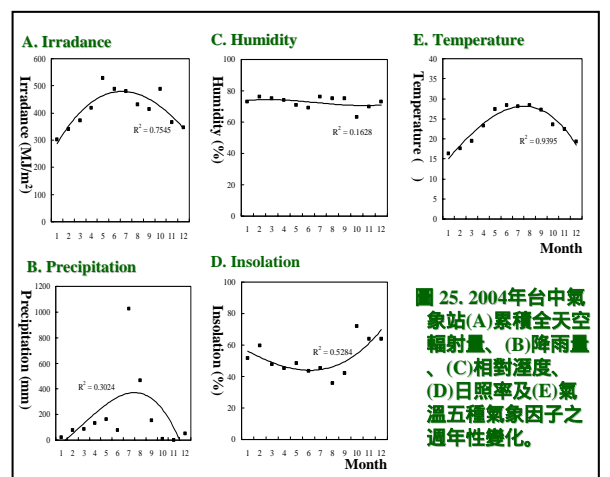 A. Irradance
Irradance (MJ/m²)
600
500
400
300
200
100
0
R² = 0.7545
1 2 3 4 5 6 7 8 9 10 11 12
C. Humidity
Humidity (%)
100
80
60
40
20
0
R² = 0.1628
1 2 3 4 5 6 7 8 9 10 11 12
E. Temperature
Temperature ( )
40
35
30
25
20
15
10
5
0
R² = 0.9395
1 2 3 4 5 6 7 8 9 10 11 12
Month
B. Precipitation
Precipitation (mm)
1200
1000
800
600
400
200
0
R² = 0.3024
1 2 3 4 5 6 7 8 9 10 11 12
D. Insolation
Insolation (%)
100
80
60
40
20
0
R² = 0.5284
1 2 3 4 5 6 7 8 9 10 11 12
Month
圖 25. 2004年台中氣
象站(A)累積全天空
輻射量、(B)降雨量
、(C)相對溼度、
(D)日照率及(E)氣
溫五種氣象因子之
週年性變化。